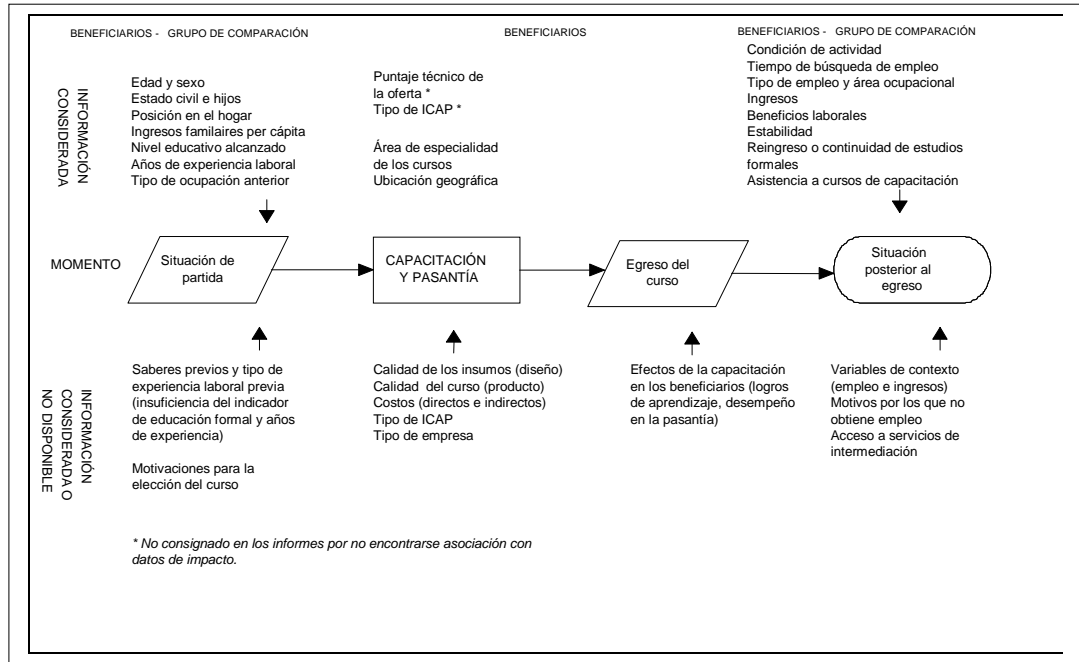 BENEFICIARIOS - GRUPO DE COMPARACIÓN
BENEFICIARIOS
BENEFICIARIOS - GRUPO DE COMPARACIÓN
INFORMACIÓN
CONSIDERADA
Edad y sexo
Estado civil e hijos
Posición en el hogar
Ingresos familaires per cápita
Nivel educativo alcanzado
Años de experiencia laboral
Tipo de ocupación anterior
Puntaje técnico de
la oferta *
Tipo de ICAP *
Área de especialidad
de los cursos
Ubicación geográfica
Condición de actividad
Tiempo de búsqueda de empleo
Tipo de empleo y área ocupacional
Ingresos
Beneficios laborales
Estabilidad
Reingreso o continuidad de estudios
formales
Asistencia a cursos de capacitación
MOMENTO
Situación de
partida
CAPACITACIÓN
Y PASANTÍA
Egreso del
curso
Situación
posterior al
egreso
INFORMACIÓN
CONSIDERADA O
NO DISPONIBLE
Saberes previos y tipo de
experiencia laboral previa
(insuficiencia del indicador
de educación formal y años
de experiencia)
Motivaciones para la
elección del curso
Calidad de los insumos (diseño)
Calidad del curso (producto)
Costos (directos e indirectos)
Tipo de ICAP
Tipo de empresa
Efectos de la capacitación
en los beneficiarios (logros
de aprendizaje, desempeño
en la pasantía)
Variables de contexto
(empleo e ingresos)
Motivos por los que no
obtiene empleo
Acceso a servicios de
intermediación
* No consignado en los informes por no encontrarse asociación con
datos de impacto.